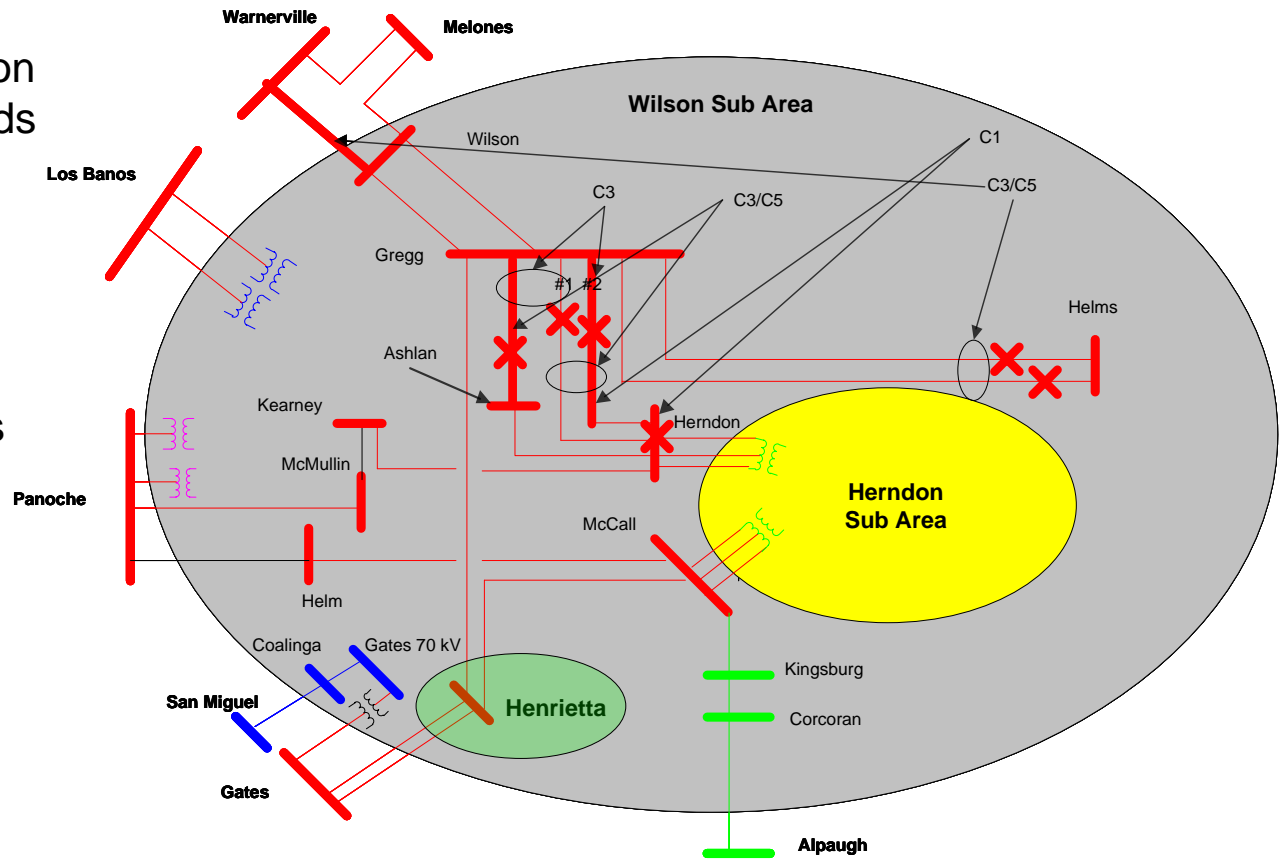 on
ds
s
Warnerville
Melones
Wilson Sub Area
Wilson
C1
Los Banos
C3
C3/C5
C3/C5
Gregg
#1 #2
Helms
Ashlan
Kearney
Herndon
McMullin
Panoche
Herndon
Sub Area
McCall
Helm
Coalinga
Gates 70 kV
Kingsburg
San Miguel
Henrietta
Corcoran
Gates
Alpaugh